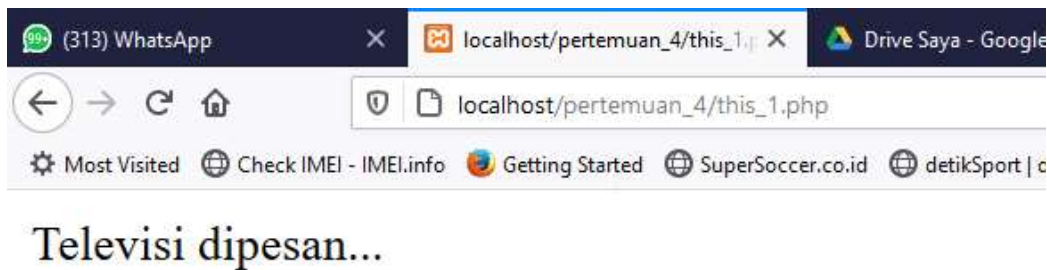 99+ (313) WhatsApp localhost/pertemuan_4/this_1.p Drive Saya - Google
localhost/pertemuan_4/this_1.php
Most Visited Check IMEI - IMEI.info Getting Started SuperSoccer.co.id detikSport |
Televisi dipesan...